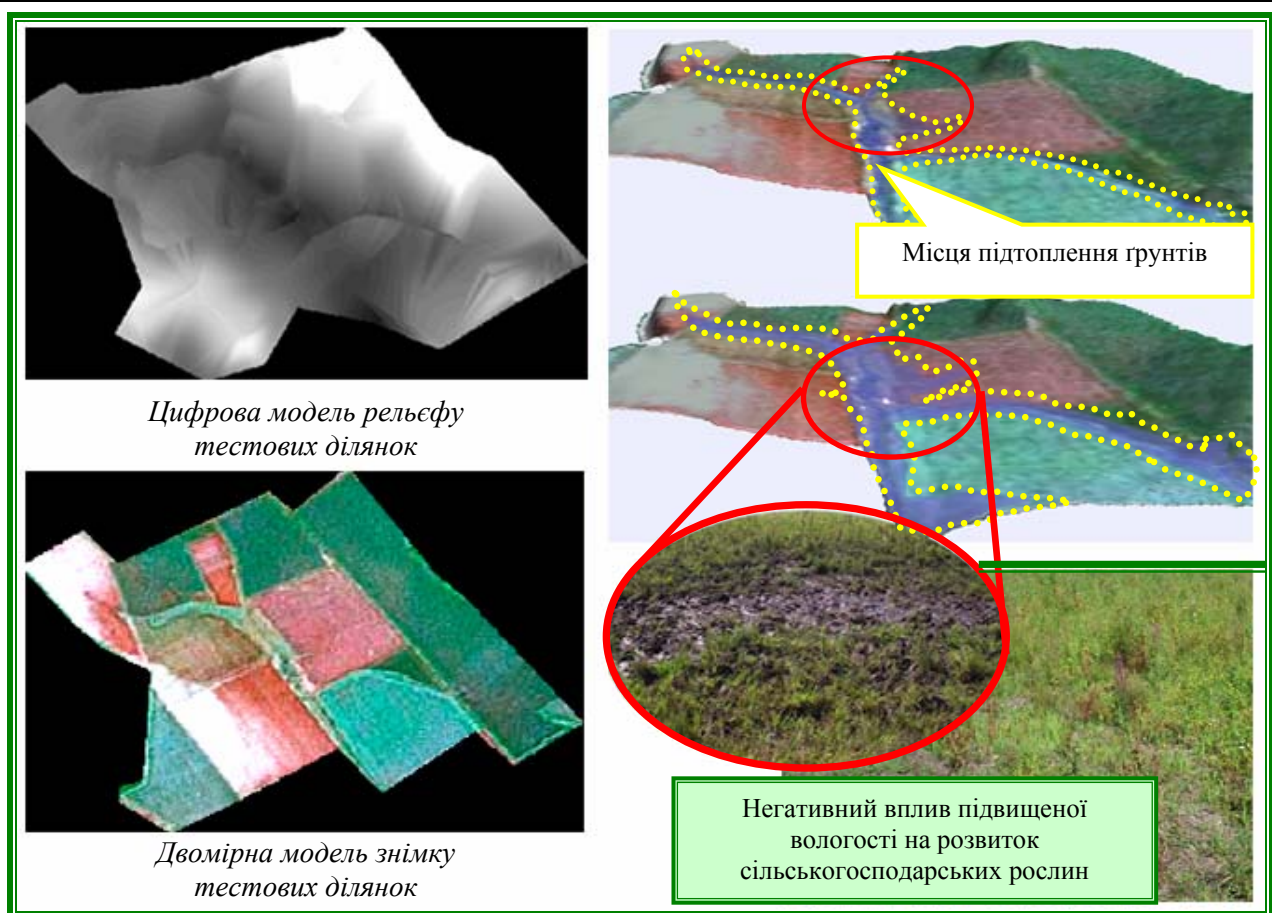 Цифрова модель рельєфу
тестових ділянок
Двомірна модель знімку
тестових ділянок
Місця підтоплення ґрунтів
Негативний вплив підвищеної
вологості на розвиток
сільськогосподарських рослин